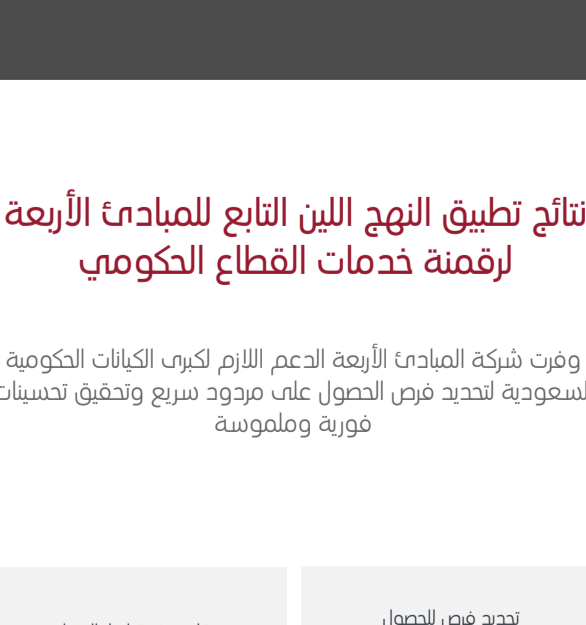 نتائج تطبيق النهج اللين التابع للمبادئ الأربعة
لرقمنة خدمات القطاع الحكومي
وفرت شركة المبادئ الأربعة الدعم اللازم لكبرى الكيانات الحكومية
السعودية لتحديد فرص الحصول على مردود سريع وتحقيق تحسينات
فورية وملموسة
تحديد فرص للحصول